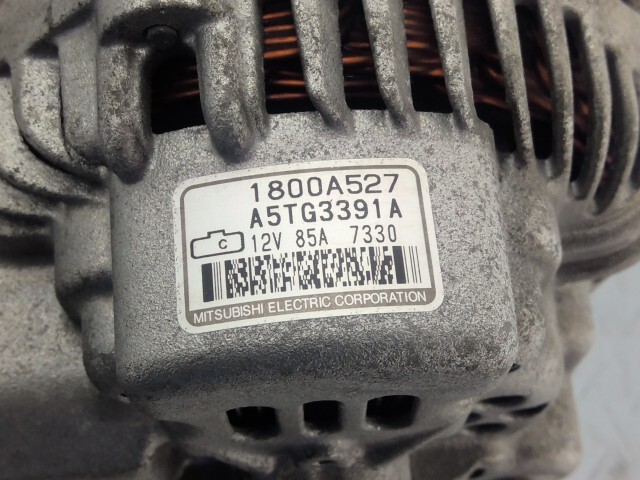 1800A527
A5TG3391A
C 12V 85A 7330
MITSUBISHI ELECTRIC CORPORATION